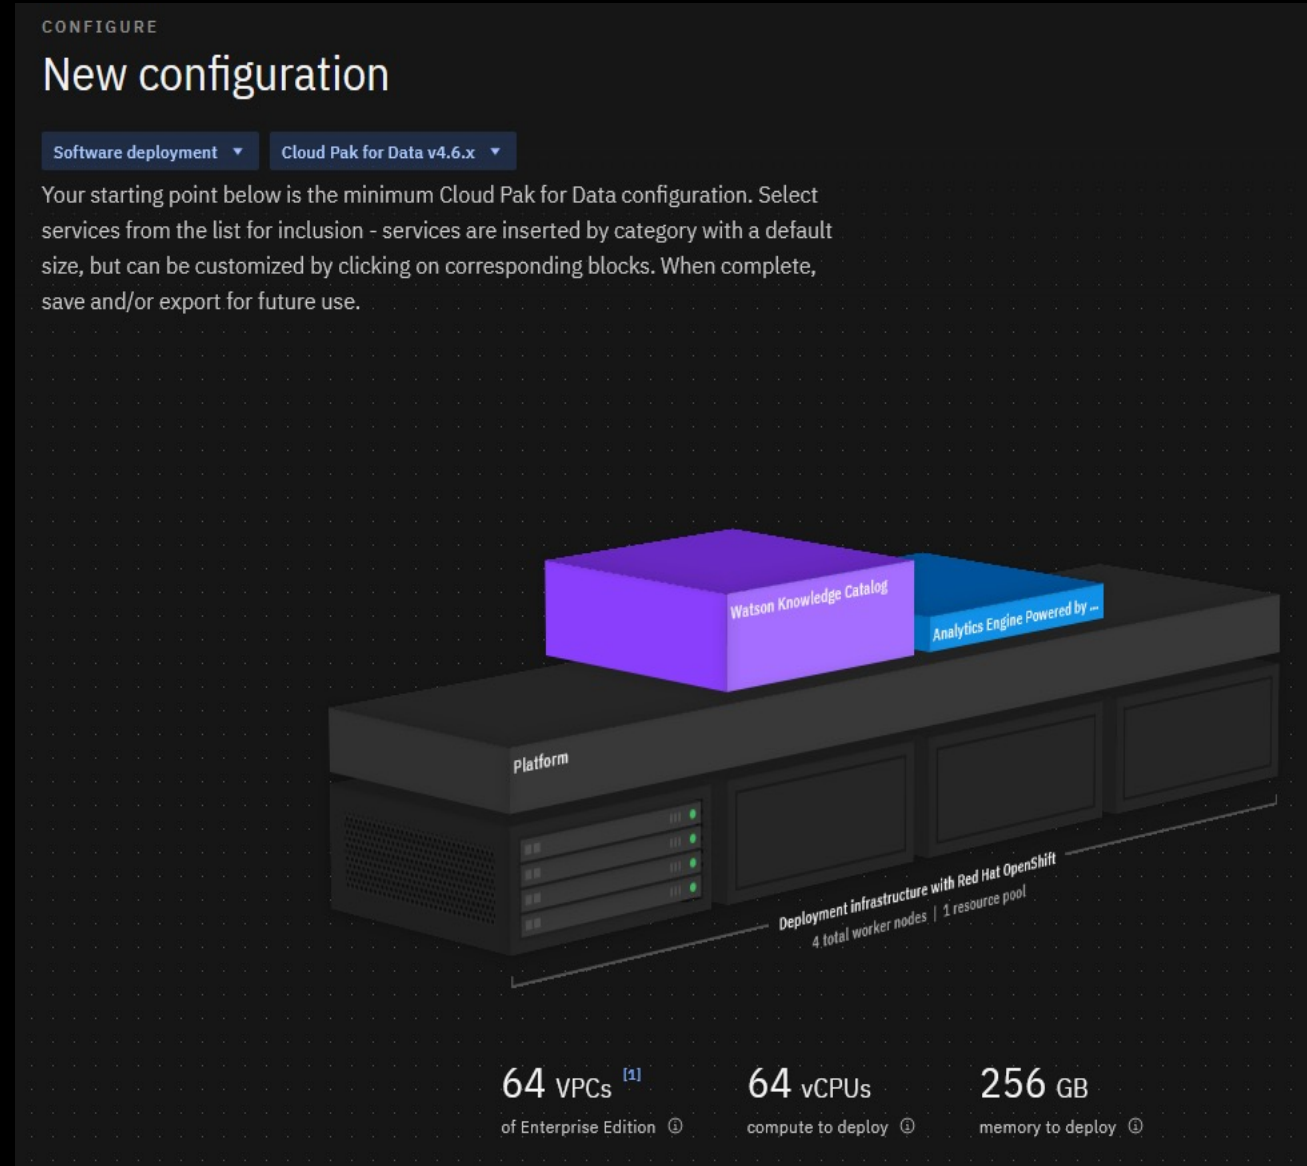 CONFIGURE
New configuration
Software deployment
Cloud Pak for Data v4.6.x
Your starting point below is the minimum Cloud Pak for Data configuration. Select
services from the list for inclusion - services are inserted by category with a default
size, but can be customized by clicking on corresponding blocks. When complete,
save and/or export for future use.
Watson Knowledge Catalog
Analytics Engine Powered by ...
Platform
Deployment infrastructure with Red Hat OpenShift
4 total worker nodes | 1 resource pool
64 VPCs [1]
of Enterprise Edition
64 vCPUs
compute to deploy
256 GB
memory to deploy